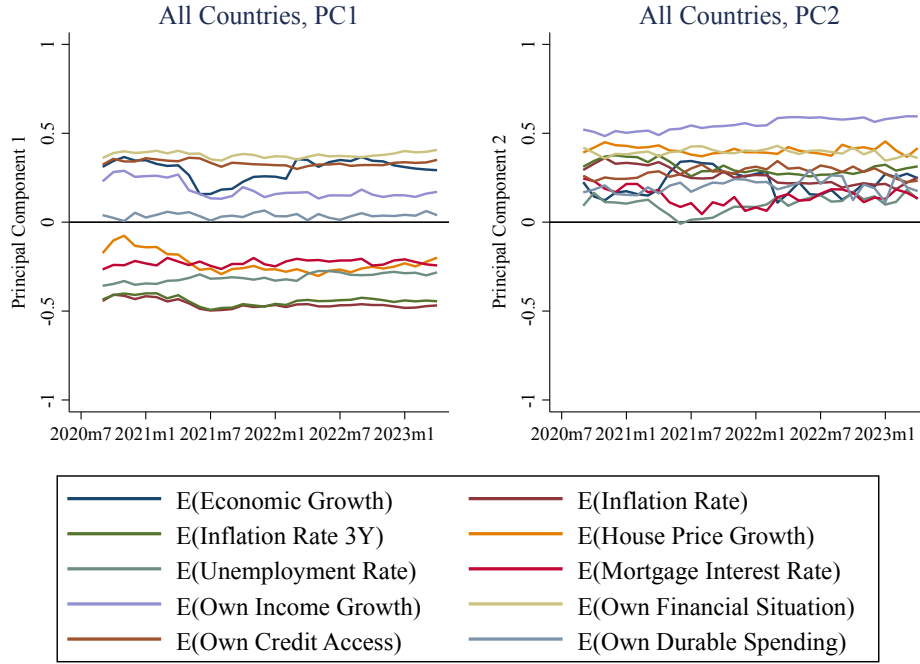 All Countries, PC1
Principal Component 1
1
0.5
0
-0.5
-1
2020m7 2021m1 2021m7 2022m1 2022m7 2023m1
All Countries, PC2
Principal Component 2
1
0.5
0
-0.5
-1
2020m7 2021m1 2021m7 2022m1 2022m7 2023m1
E(Economic Growth) E(Inflation Rate)
E(Inflation Rate 3Y) E(House Price Growth)
E(Unemployment Rate) E(Mortgage Interest Rate)
E(Own Income Growth) E(Own Financial Situation)
E(Own Credit Access) E(Own Durable Spending)